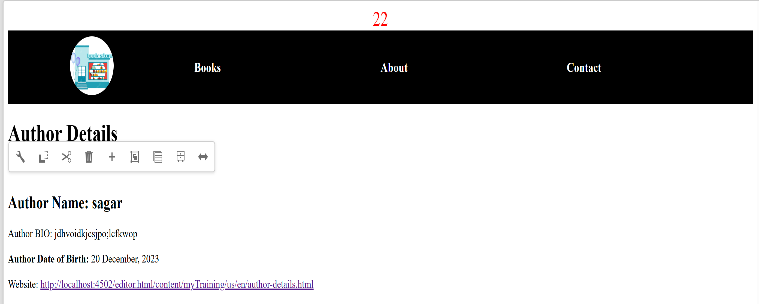 22
Books About Contact
Author Details
Author Name: sagar
Author BIO: jdhvoidkjcsjpo;lcfkwop
Author Date of Birth: 20 December, 2023
Website: http://localhost:4502/editor.html/content/myTraining/us/en/author-details.html